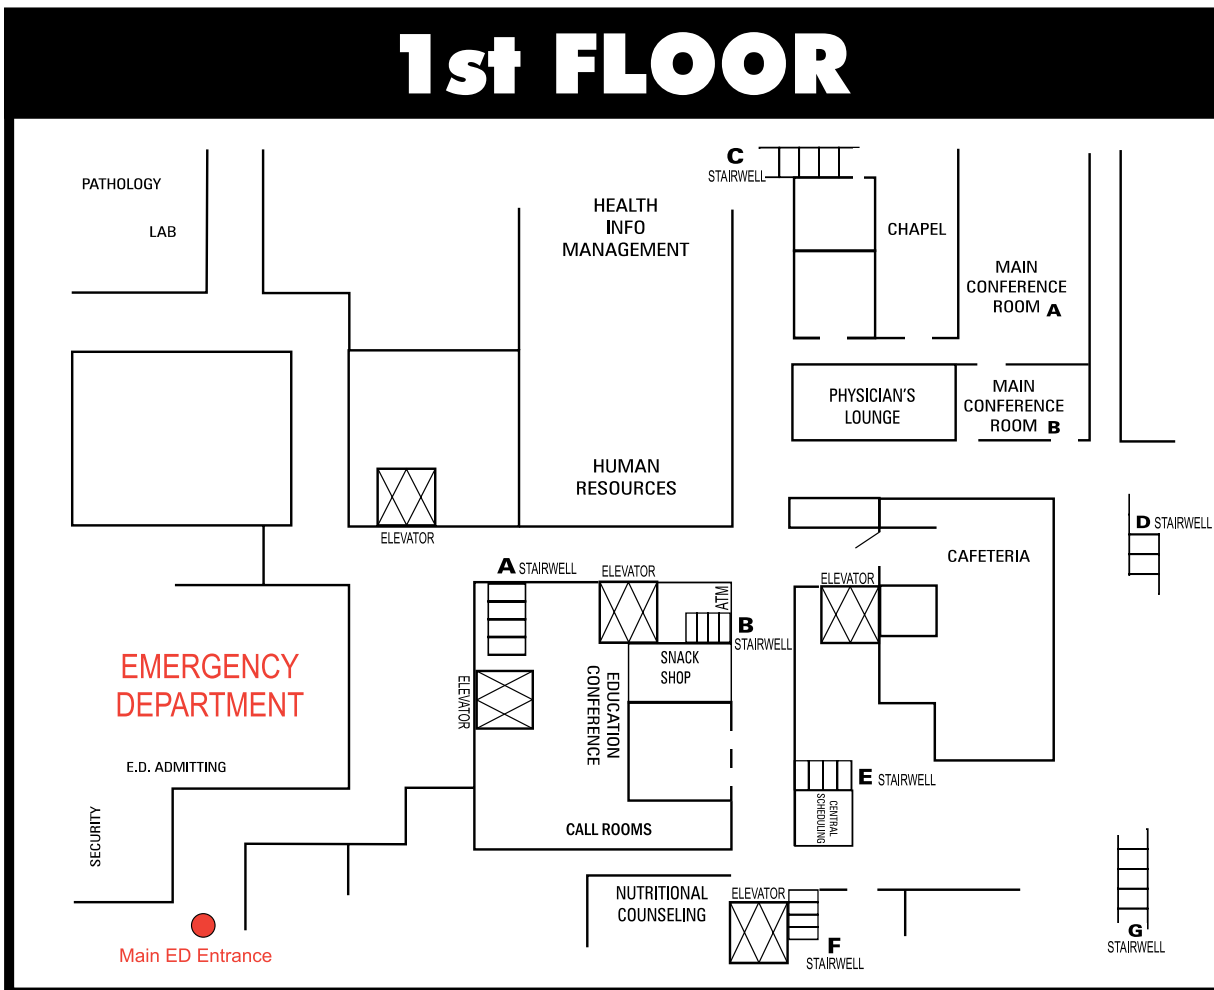 1st FLOOR
C
STAIRWELL
PATHOLOGY
LAB
HEALTH
INFO
MANAGEMENT
CHAPEL
MAIN
CONFERENCE
ROOM A
PHYSICIAN'S
LOUNGE
MAIN
CONFERENCE
ROOM B
HUMAN
RESOURCES
ELEVATOR
D STAIRWELL
CAFETERIA
A STAIRWELL
ELEVATOR
ELEVATOR
ATM
B
STAIRWELL
SNACK
SHOP
EMERGENCY
DEPARTMENT
ELEVATOR
EDUCATION
CONFERENCE
E.D. ADMITTING
E STAIRWELL
SECURITY
CENTRAL
SCHEDULING
CALL ROOMS
NUTRITIONAL
COUNSELING
ELEVATOR
F
STAIRWELL
G
STAIRWELL
Main ED Entrance